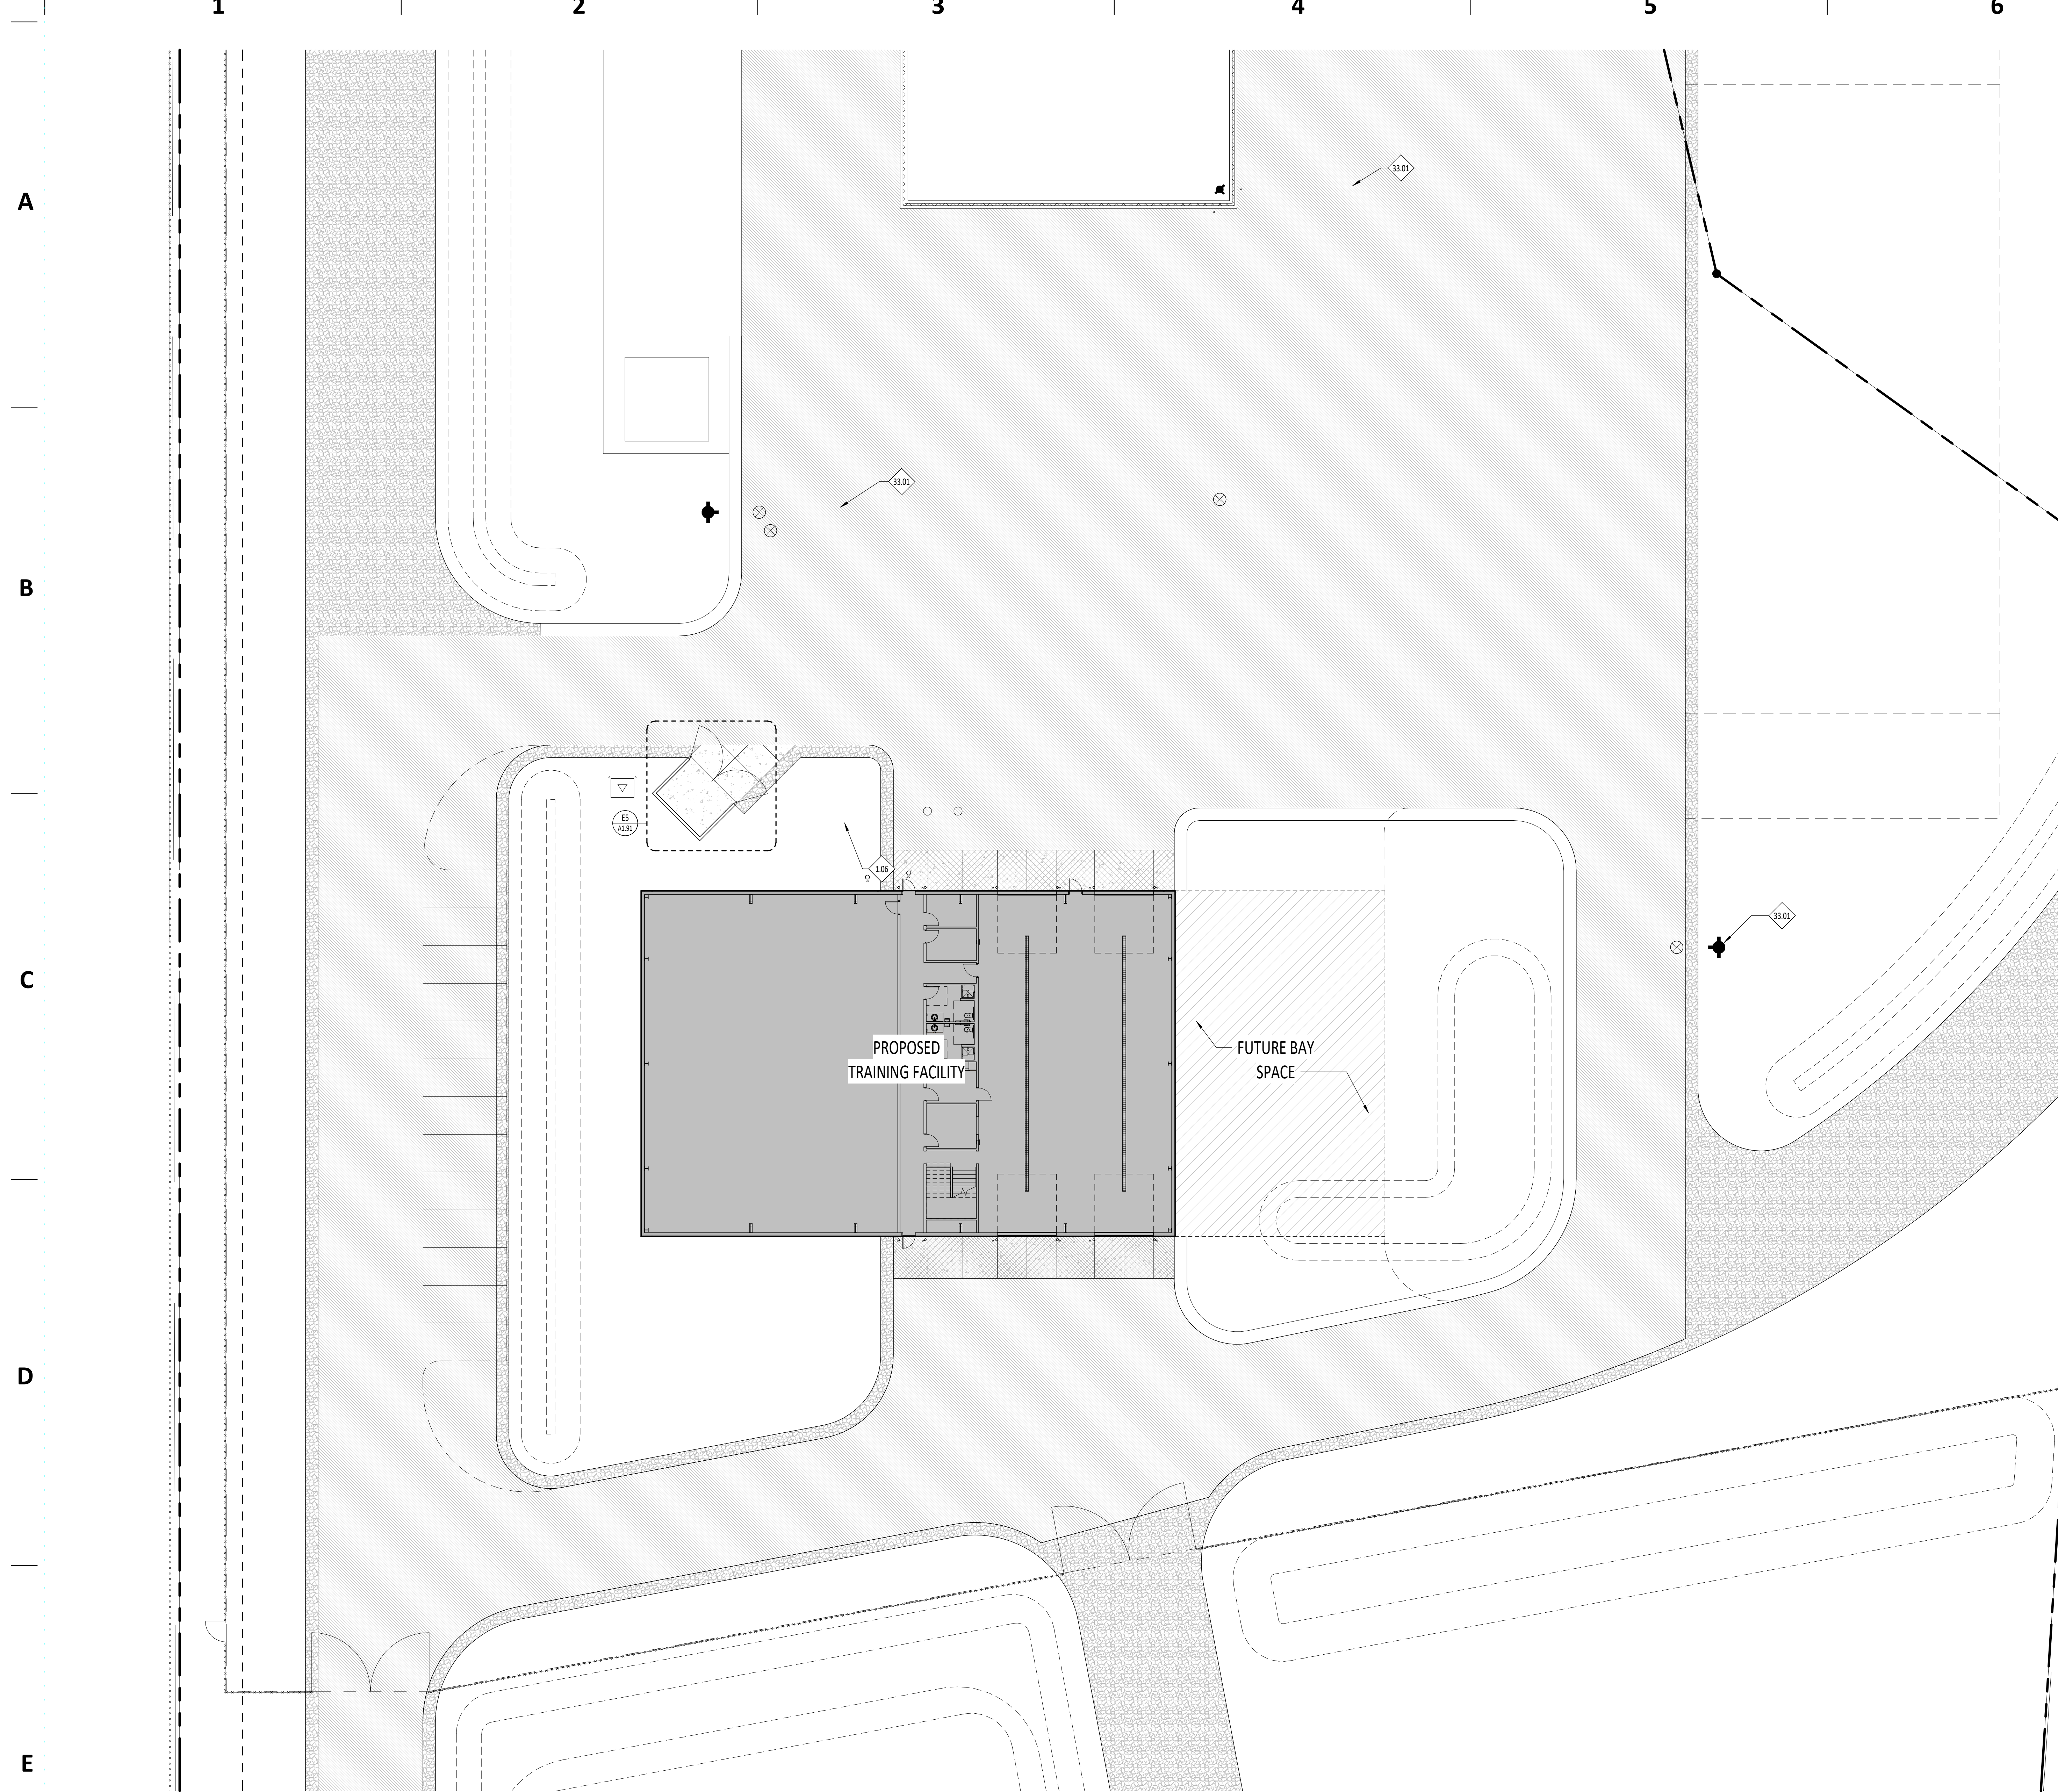 1 2 3 4 5 6
A
33.01
33.01
B
E5
A1.91
1.06
33.01
C
PROPOSED
TRAINING FACILITY
FUTURE BAY
SPACE
D
E